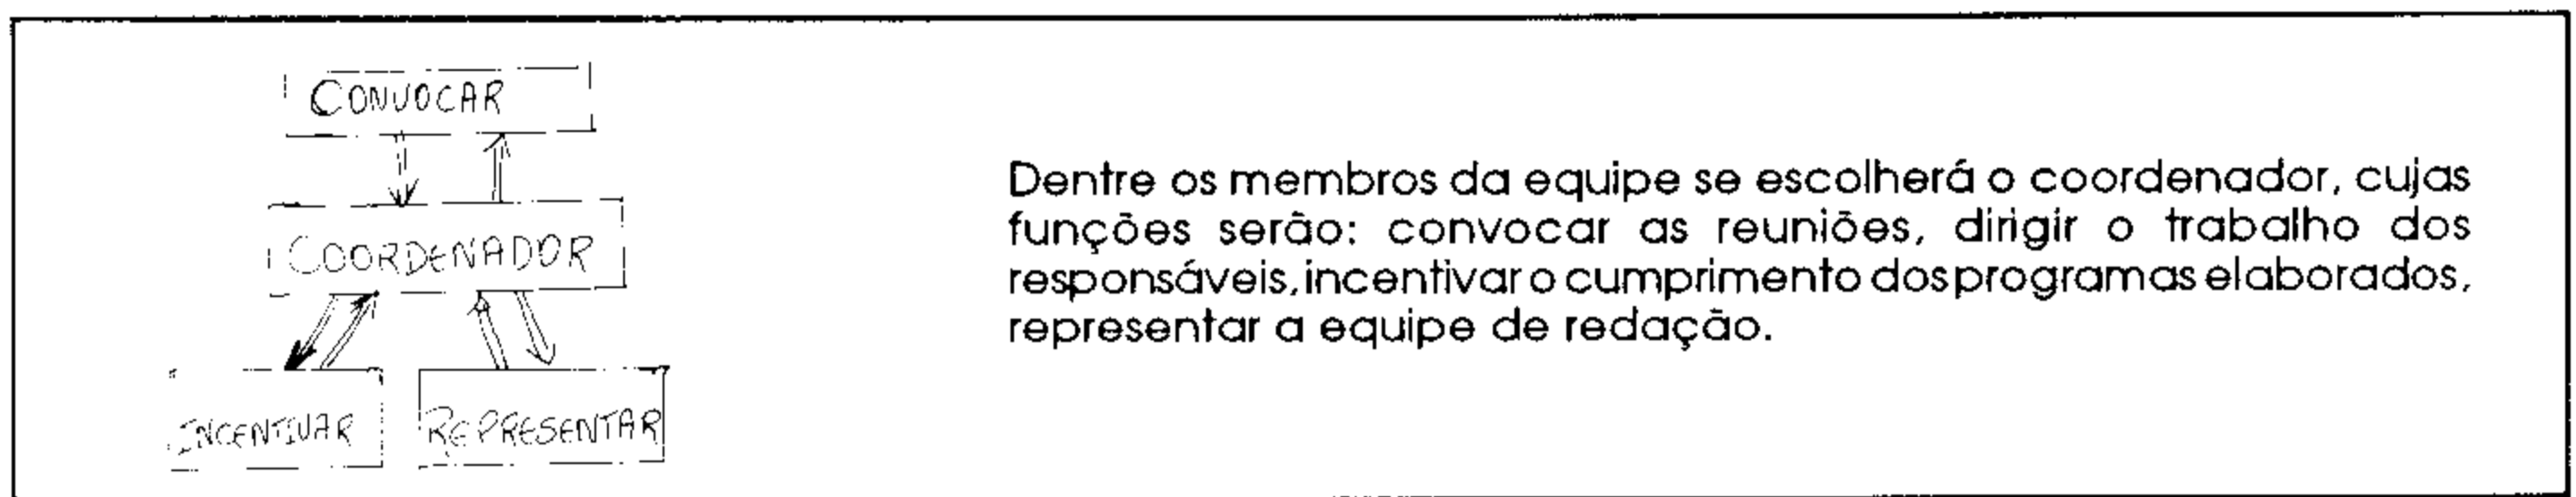 CONVOCAR
COORDENADOR
INCENTIVAR
REPRESENTAR
Dentre os membros da equipe se escolherá o coordenador, cujas
funções serão: convocar as reuniões, dirigir o trabalho dos
responsáveis, incentivar o cumprimento dos programas elaborados,
representar a equipe de redação.